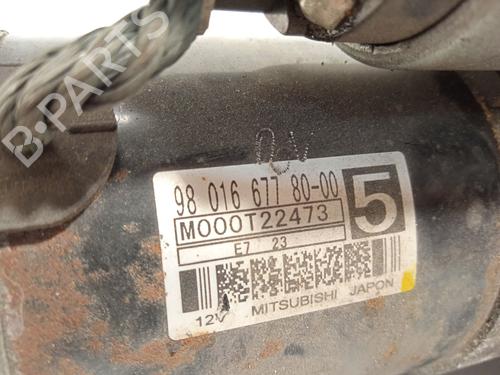 B-PARTS
98 016 677 80-00
5
M000T22473
E7 23
12V MITSUBISHI JAPON